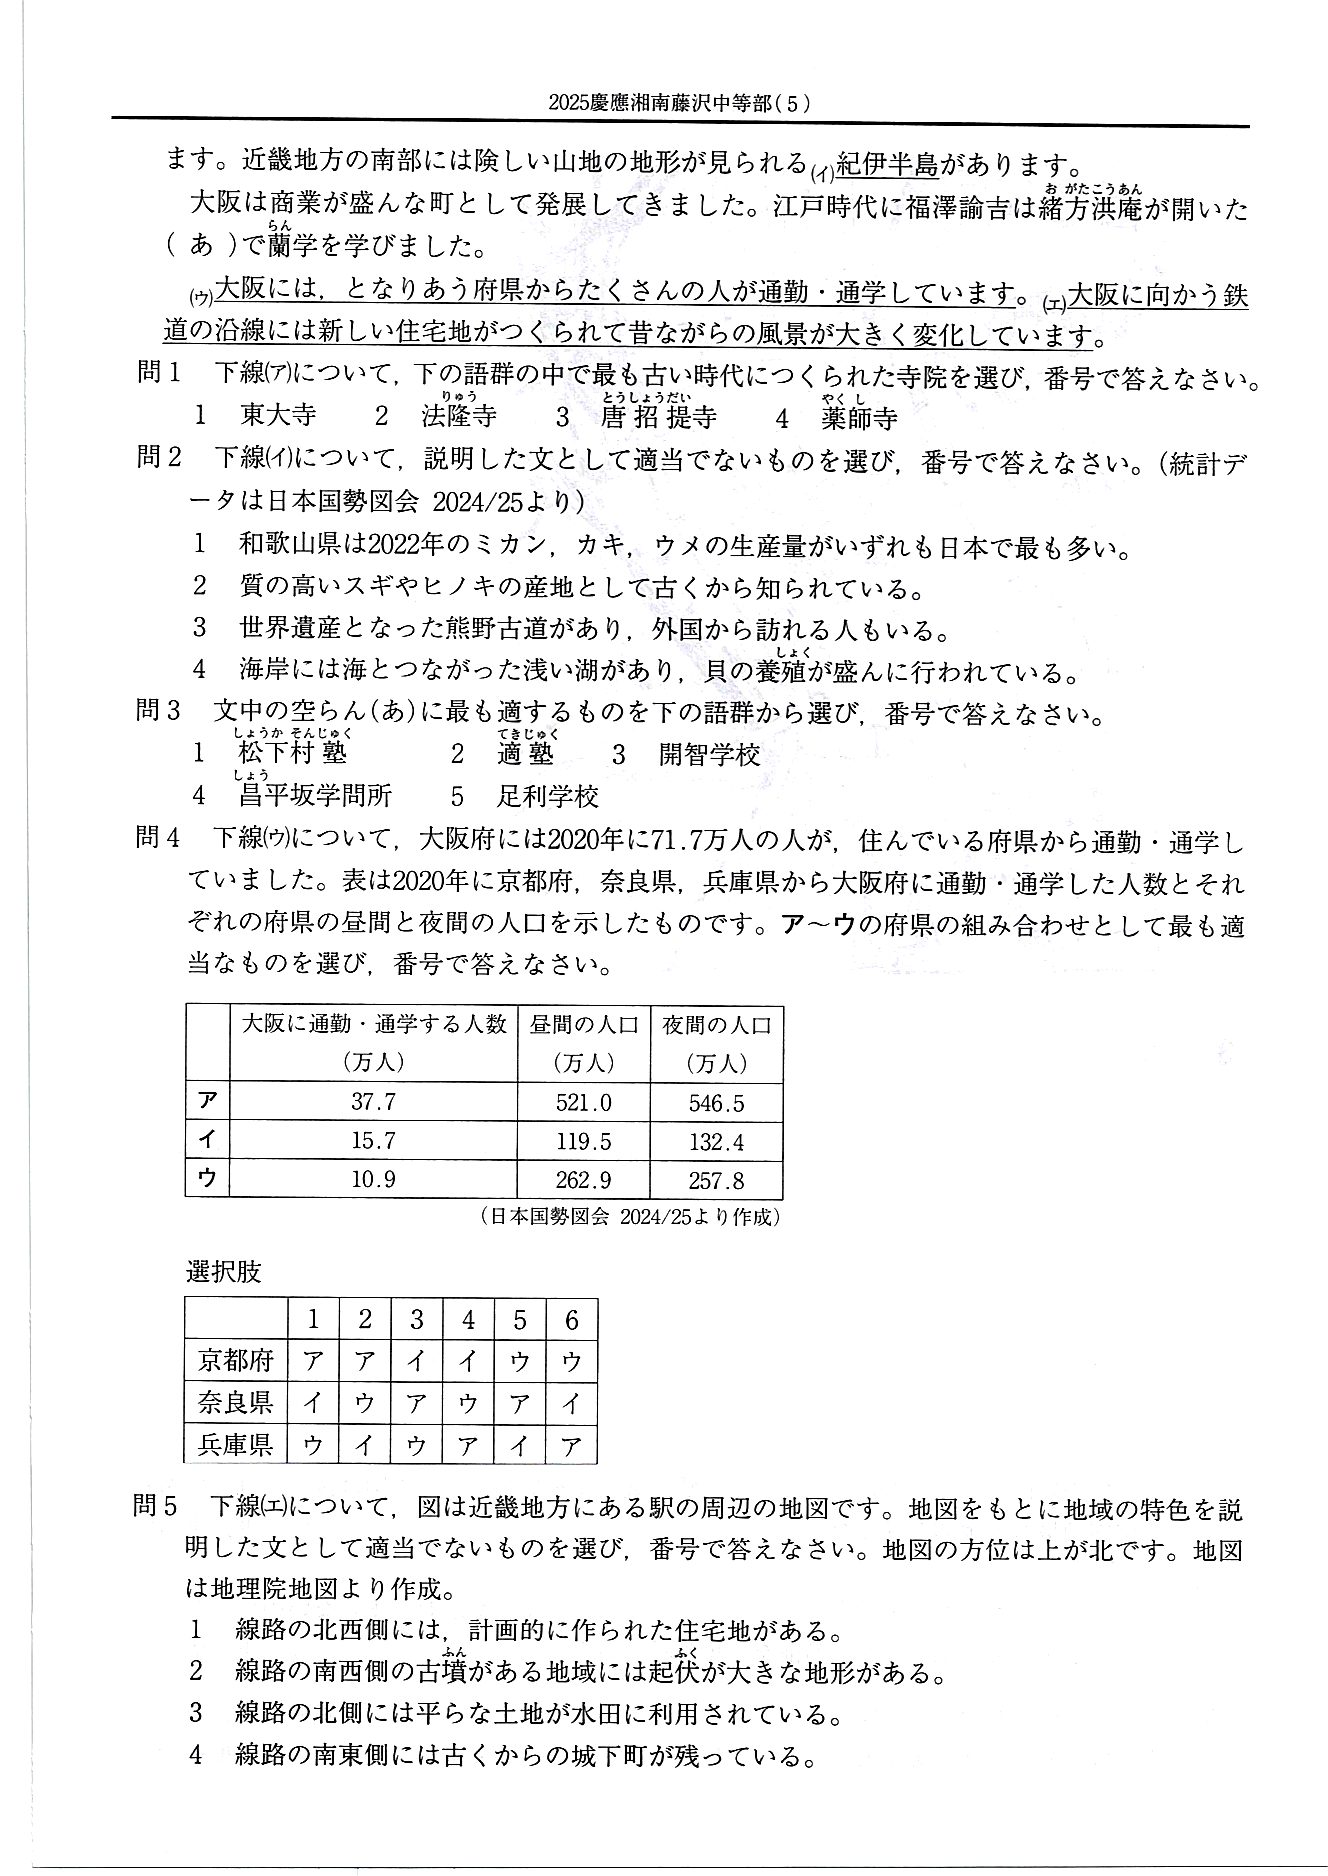 2025慶應湘南藤沢中等部(5)
ます。近畿地方の南部には険しい山地の地形が見られる(イ)紀伊半島があります。
大阪は商業が盛んな町として発展してきました。江戸時代に福澤諭吉は緒方洪庵が開いた
(あ)で蘭学を学びました。
(ウ)大阪には，となりあう府県からたくさんの人が通勤・通学しています。(エ)大阪に向かう鉄
道の沿線には新しい住宅地がつくられて昔ながらの風景が大きく変化しています。
問1 下線(ア)について，下の語群の中で最も古い時代につくられた寺院を選び，番号で答えなさい。
1 東大寺 2 法隆寺 3 唐招提寺 4 薬師寺
問2 下線(イ)について，説明した文として適当でないものを選び，番号で答えなさい。（統計デ
ータは日本国勢図会 2024/25より）
1 和歌山県は2022年のミカン，カキ，ウメの生産量がいずれも日本で最も多い。
2 質の高いスギやヒノキの産地として古くから知られている。
3 世界遺産となった熊野古道があり，外国から訪れる人もいる。
4 海岸には海とつながった浅い湖があり，貝の養殖が盛んに行われている。
問3 文中の空らん(あ)に最も適するものを下の語群から選び，番号で答えなさい。
1 松下村塾 2 適塾 3 開智学校
4 昌平坂学問所 5 足利学校
問4 下線(ウ)について，大阪府には2020年に71.7万人の人が，住んでいる府県から通勤・通学し
ていました。表は2020年に京都府，奈良県，兵庫県から大阪府に通勤・通学した人数とそれ
ぞれの府県の昼間と夜間の人口を示したものです。ア～ウの府県の組み合わせとして最も適
当なものを選び，番号で答えなさい。
大阪に通勤・通学する人数（万人） 昼間の人口（万人） 夜間の人口（万人）
ア 37.7 521.0 546.5
イ 15.7 119.5 132.4
ウ 10.9 262.9 257.8
（日本国勢図会 2024/25より作成）
選択肢
1 2 3 4 5 6
京都府 ア ア イ イ ウ ウ
奈良県 イ ウ ア ウ ア イ
兵庫県 ウ イ ウ ア イ ア
問5 下線(エ)について，図は近畿地方にある駅の周辺の地図です。地図をもとに地域の特色を説
明した文として適当でないものを選び，番号で答えなさい。地図の方位は上が北です。地図
は地理院地図より作成。
1 線路の北西側には，計画的に作られた住宅地がある。
2 線路の南西側の古墳がある地域には起伏が大きな地形がある。
3 線路の北側には平らな土地が水田に利用されている。
4 線路の南東側には古くからの城下町が残っている。